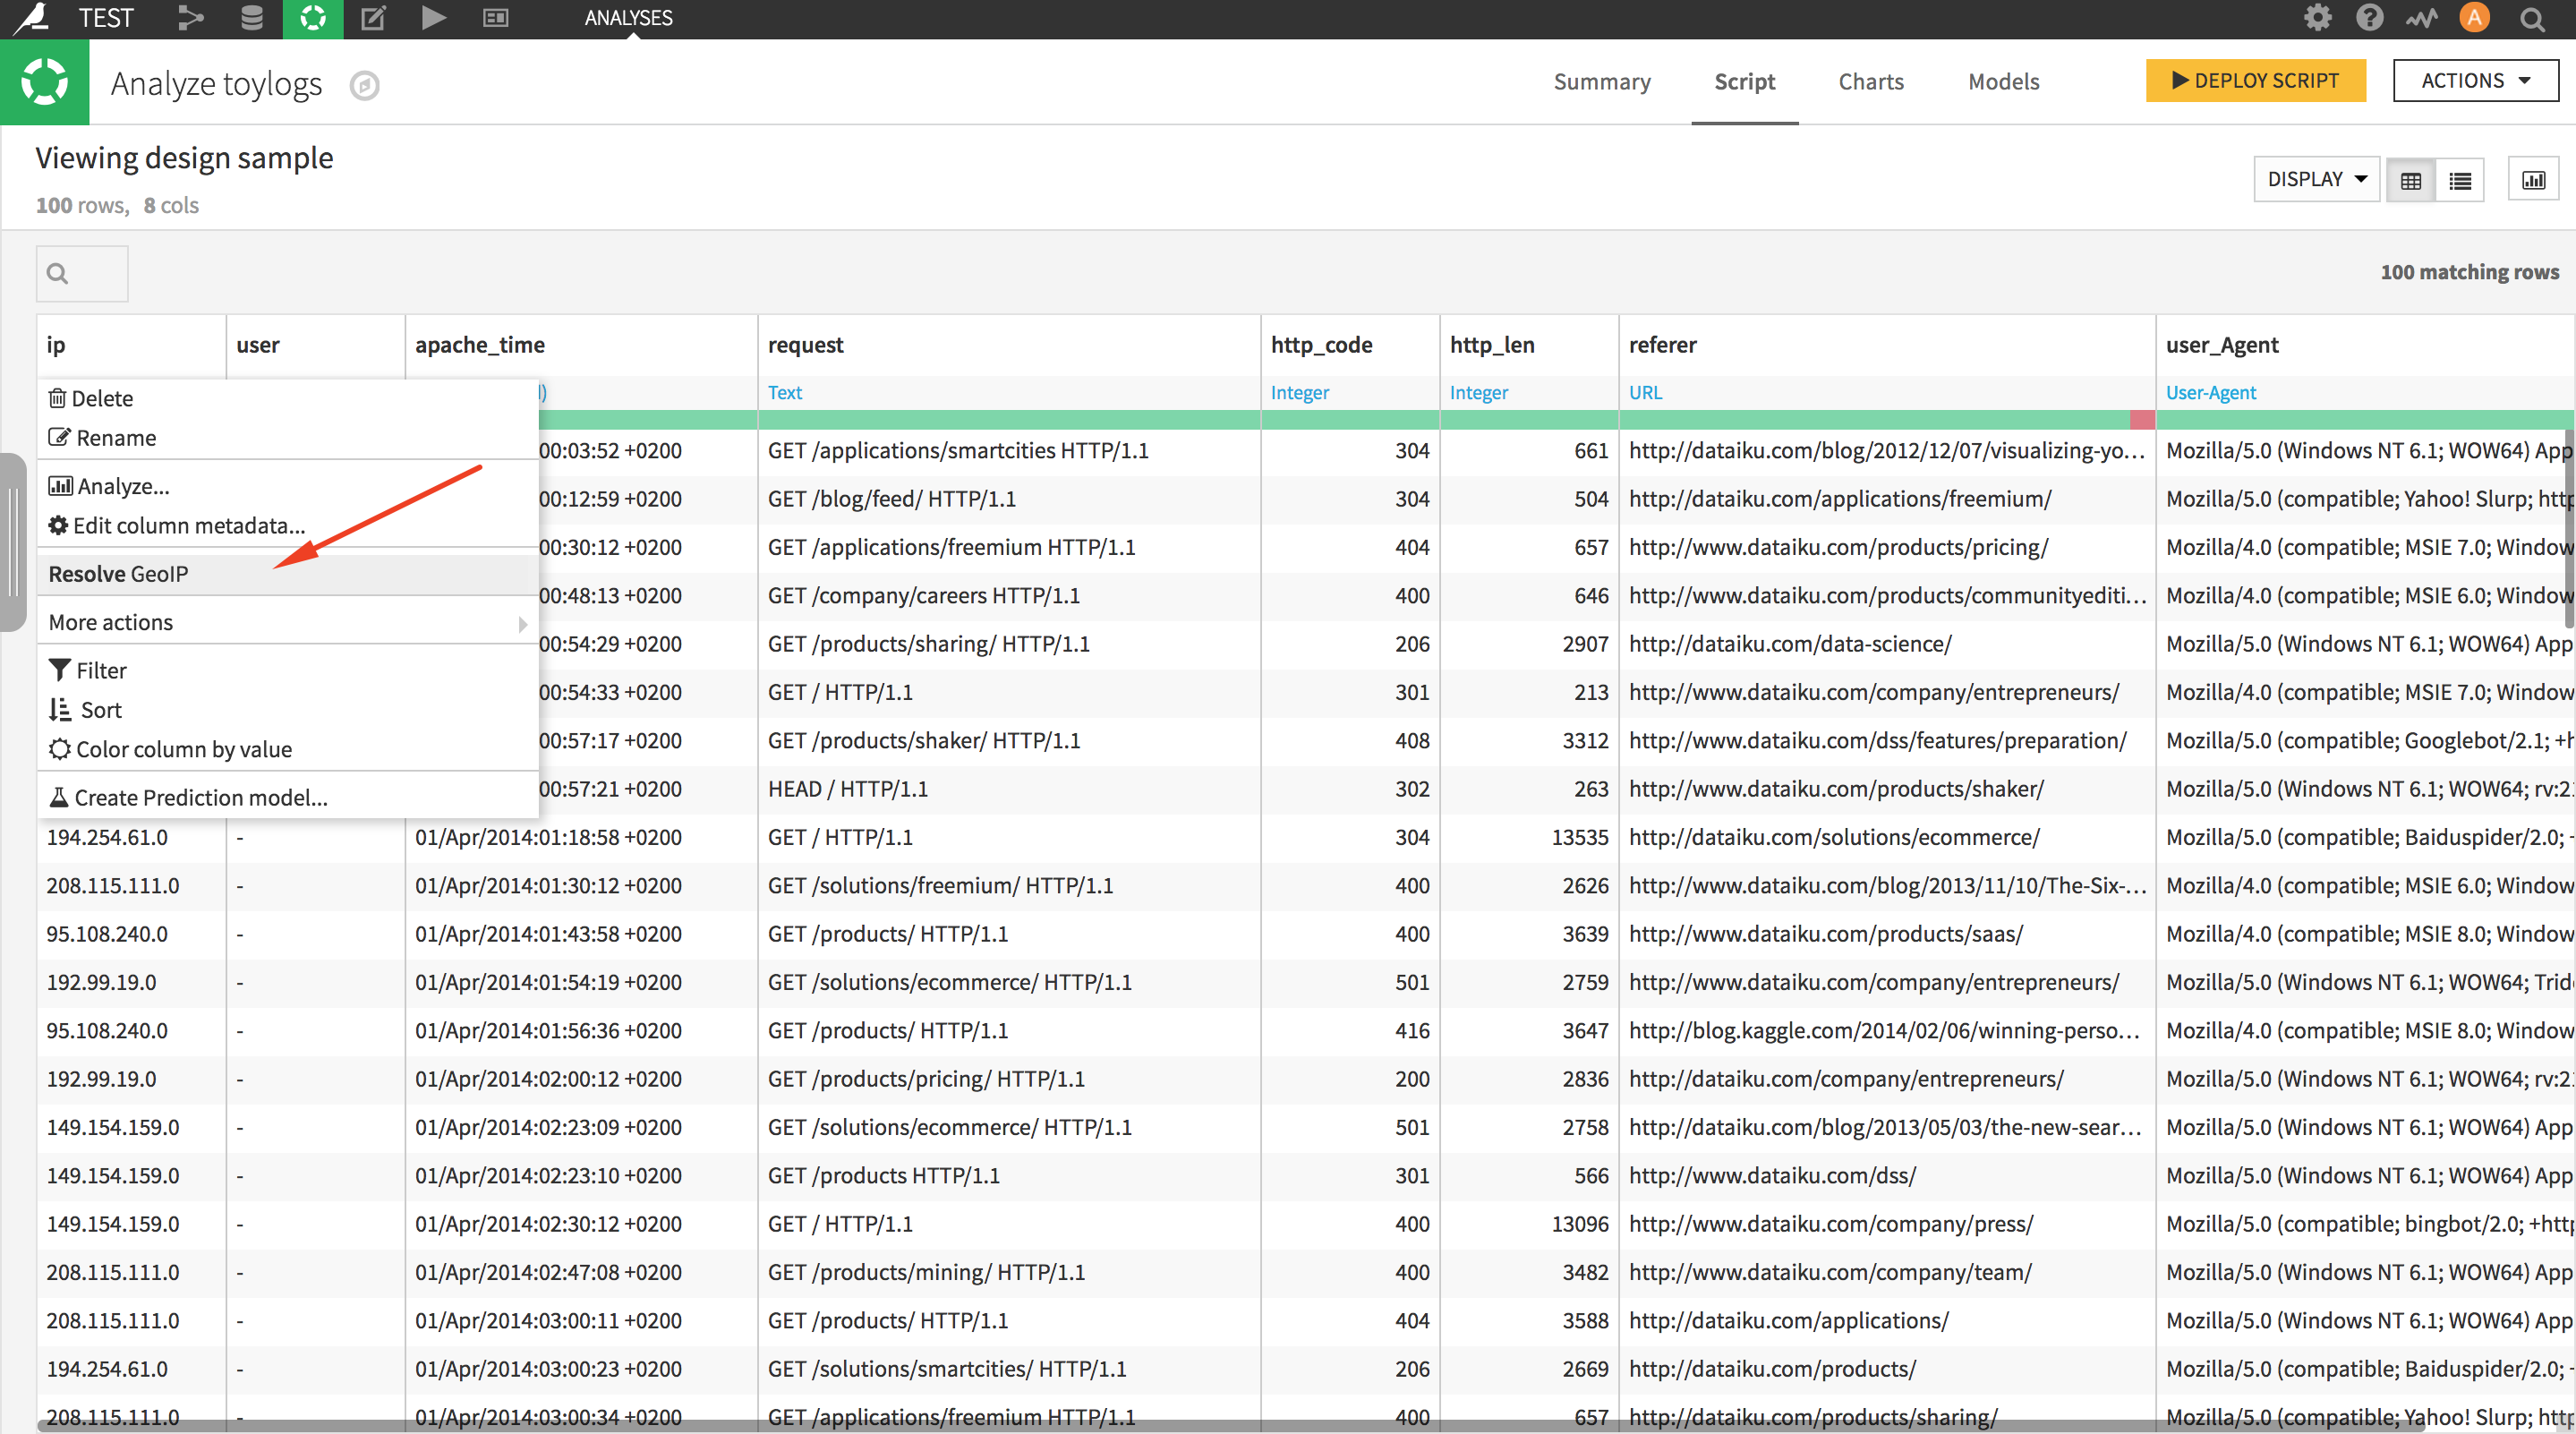 TEST ANALYSES A
Analyze toylogs Summary Script Charts Models DEPLOY SCRIPT ACTIONS
Viewing design sample
100 rows, 8 cols DISPLAY
100 matching rows
ip user apache_time request http_code http_len referer user_Agent
) Text Integer Integer URL User-Agent
Delete
Rename
Analyze...
Edit column metadata...
Resolve GeoIP
More actions
Filter
Sort
Color column by value
Create Prediction model...
00:03:52 +0200 GET /applications/smartcities HTTP/1.1 304 661 http://dataiku.com/blog/2012/12/07/visualizing-yo... Mozilla/5.0 (Windows NT 6.1; WOW64) App
00:12:59 +0200 GET /blog/feed/ HTTP/1.1 304 504 http://dataiku.com/applications/freemium/ Mozilla/5.0 (compatible; Yahoo! Slurp; http
00:30:12 +0200 GET /applications/freemium HTTP/1.1 404 657 http://www.dataiku.com/products/pricing/ Mozilla/4.0 (compatible; MSIE 7.0; Window
00:48:13 +0200 GET /company/careers HTTP/1.1 400 646 http://www.dataiku.com/products/communityediti... Mozilla/4.0 (compatible; MSIE 6.0; Window
00:54:29 +0200 GET /products/sharing/ HTTP/1.1 206 2907 http://dataiku.com/data-science/ Mozilla/5.0 (Windows NT 6.1; WOW64) App
00:54:33 +0200 GET / HTTP/1.1 301 213 http://www.dataiku.com/company/entrepreneurs/ Mozilla/4.0 (compatible; MSIE 7.0; Window
00:57:17 +0200 GET /products/shaker/ HTTP/1.1 408 3312 http://www.dataiku.com/dss/features/preparation/ Mozilla/5.0 (compatible; Googlebot/2.1; +h
00:57:21 +0200 HEAD / HTTP/1.1 302 263 http://www.dataiku.com/products/shaker/ Mozilla/5.0 (Windows NT 6.1; WOW64; rv:2
194.254.61.0 - 01/Apr/2014:01:18:58 +0200 GET / HTTP/1.1 304 13535 http://dataiku.com/solutions/ecommerce/ Mozilla/5.0 (compatible; Baiduspider/2.0; +
208.115.111.0 - 01/Apr/2014:01:30:12 +0200 GET /solutions/freemium/ HTTP/1.1 400 2626 http://www.dataiku.com/blog/2013/11/10/The-Six-... Mozilla/4.0 (compatible; MSIE 6.0; Window
95.108.240.0 - 01/Apr/2014:01:43:58 +0200 GET /products/ HTTP/1.1 400 3639 http://www.dataiku.com/products/saas/ Mozilla/4.0 (compatible; MSIE 8.0; Window
192.99.19.0 - 01/Apr/2014:01:54:19 +0200 GET /solutions/ecommerce/ HTTP/1.1 501 2759 http://www.dataiku.com/company/entrepreneurs/ Mozilla/5.0 (Windows NT 6.1; WOW64; Trid
95.108.240.0 - 01/Apr/2014:01:56:36 +0200 GET /products/ HTTP/1.1 416 3647 http://blog.kaggle.com/2014/02/06/winning-perso... Mozilla/4.0 (compatible; MSIE 8.0; Window
192.99.19.0 - 01/Apr/2014:02:00:12 +0200 GET /products/pricing/ HTTP/1.1 200 2836 http://dataiku.com/company/entrepreneurs/ Mozilla/5.0 (Windows NT 6.1; WOW64; rv:2
149.154.159.0 - 01/Apr/2014:02:23:09 +0200 GET /solutions/ecommerce/ HTTP/1.1 501 2758 http://dataiku.com/blog/2013/05/03/the-new-sear... Mozilla/5.0 (Windows NT 6.1; WOW64) App
149.154.159.0 - 01/Apr/2014:02:23:10 +0200 GET /products HTTP/1.1 301 566 http://www.dataiku.com/dss/ Mozilla/5.0 (Windows NT 6.1; WOW64) App
149.154.159.0 - 01/Apr/2014:02:30:12 +0200 GET / HTTP/1.1 400 13096 http://www.dataiku.com/company/press/ Mozilla/5.0 (compatible; bingbot/2.0; +http
208.115.111.0 - 01/Apr/2014:02:47:08 +0200 GET /products/mining/ HTTP/1.1 400 3482 http://www.dataiku.com/company/team/ Mozilla/5.0 (Windows NT 6.1; WOW64) App
208.115.111.0 - 01/Apr/2014:03:00:11 +0200 GET /products/ HTTP/1.1 404 3588 http://dataiku.com/applications/ Mozilla/5.0 (Windows NT 6.1; WOW64) App
194.254.61.0 - 01/Apr/2014:03:00:23 +0200 GET /solutions/smartcities/ HTTP/1.1 206 2669 http://dataiku.com/products/ Mozilla/5.0 (compatible; Baiduspider/2.0; +
208.115.111.0 - 01/Apr/2014:03:00:34 +0200 GET /applications/freemium HTTP/1.1 400 657 http://dataiku.com/products/sharing/ Mozilla/5.0 (compatible; Yahoo! Slurp; http